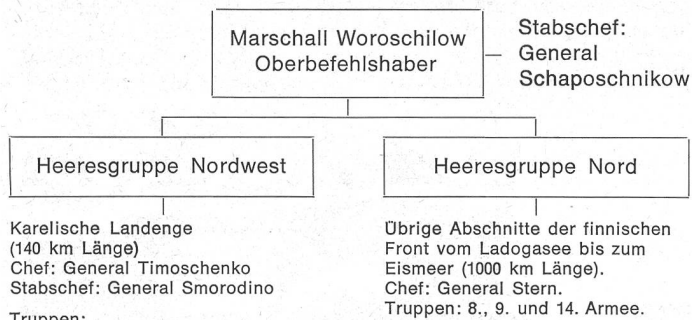 Marschall Woroschilow
Oberbefehlshaber
Stabschef:
General
Schaposchnikow
Heeresgruppe Nordwest
Heeresgruppe Nord
Karelische Landenge
(140 km Länge)
Chef: General Timoschenko
Stabschef: General Smorodino
Truppen:
Übrige Abschnitte der finnischen
Front vom Ladogasee bis zum
Eismeer (1000 km Länge).
Chef: General Stern.
Truppen: 8., 9. und 14. Armee.